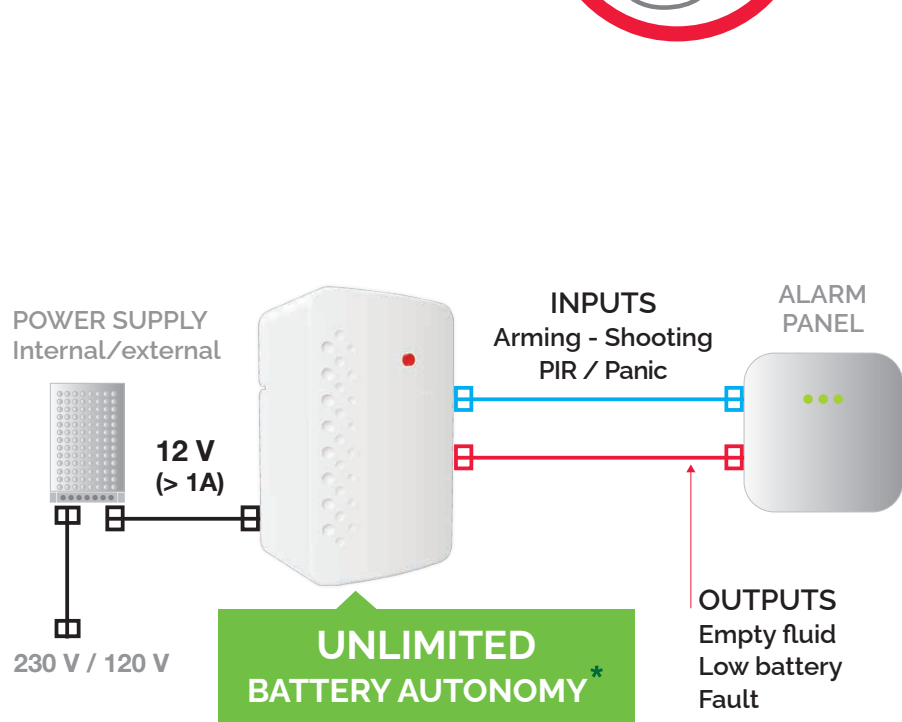 POWER SUPPLY
Internal/external
12 V
(> 1A)
230 V / 120 V
INPUTS
Arming - Shooting
PIR / Panic
ALARM
PANEL
OUTPUTS
Empty fluid
Low battery
Fault
UNLIMITED
BATTERY AUTONOMY*